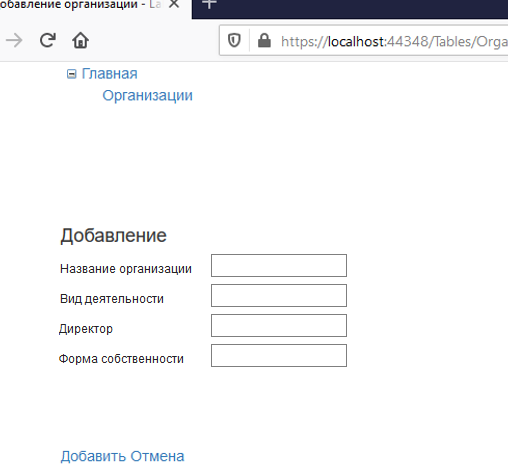 обавление организации - La
https://localhost:44348/Tables/Orga
Главная
Организации
Добавление
Название организации
Вид деятельности
Директор
Форма собственности
Добавить Отмена